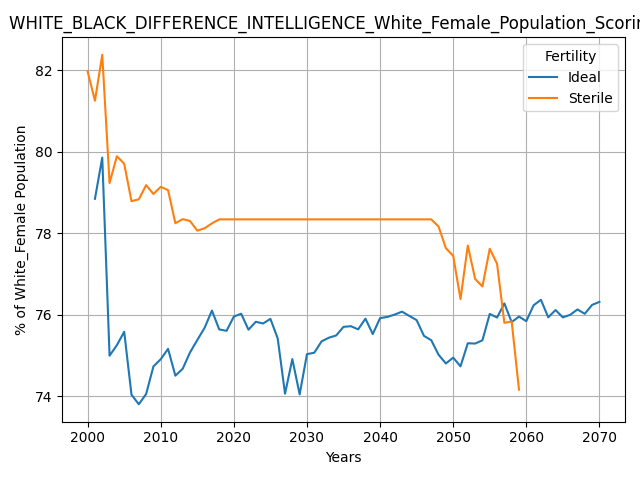 WHITE_BLACK_DIFFERENCE_INTELLIGENCE_White_Female_Population_Scorin
Fertility
Ideal
Sterile
% of White_Female Population
82
80
78
76
74
2000 2010 2020 2030 2040 2050 2060 2070
Years